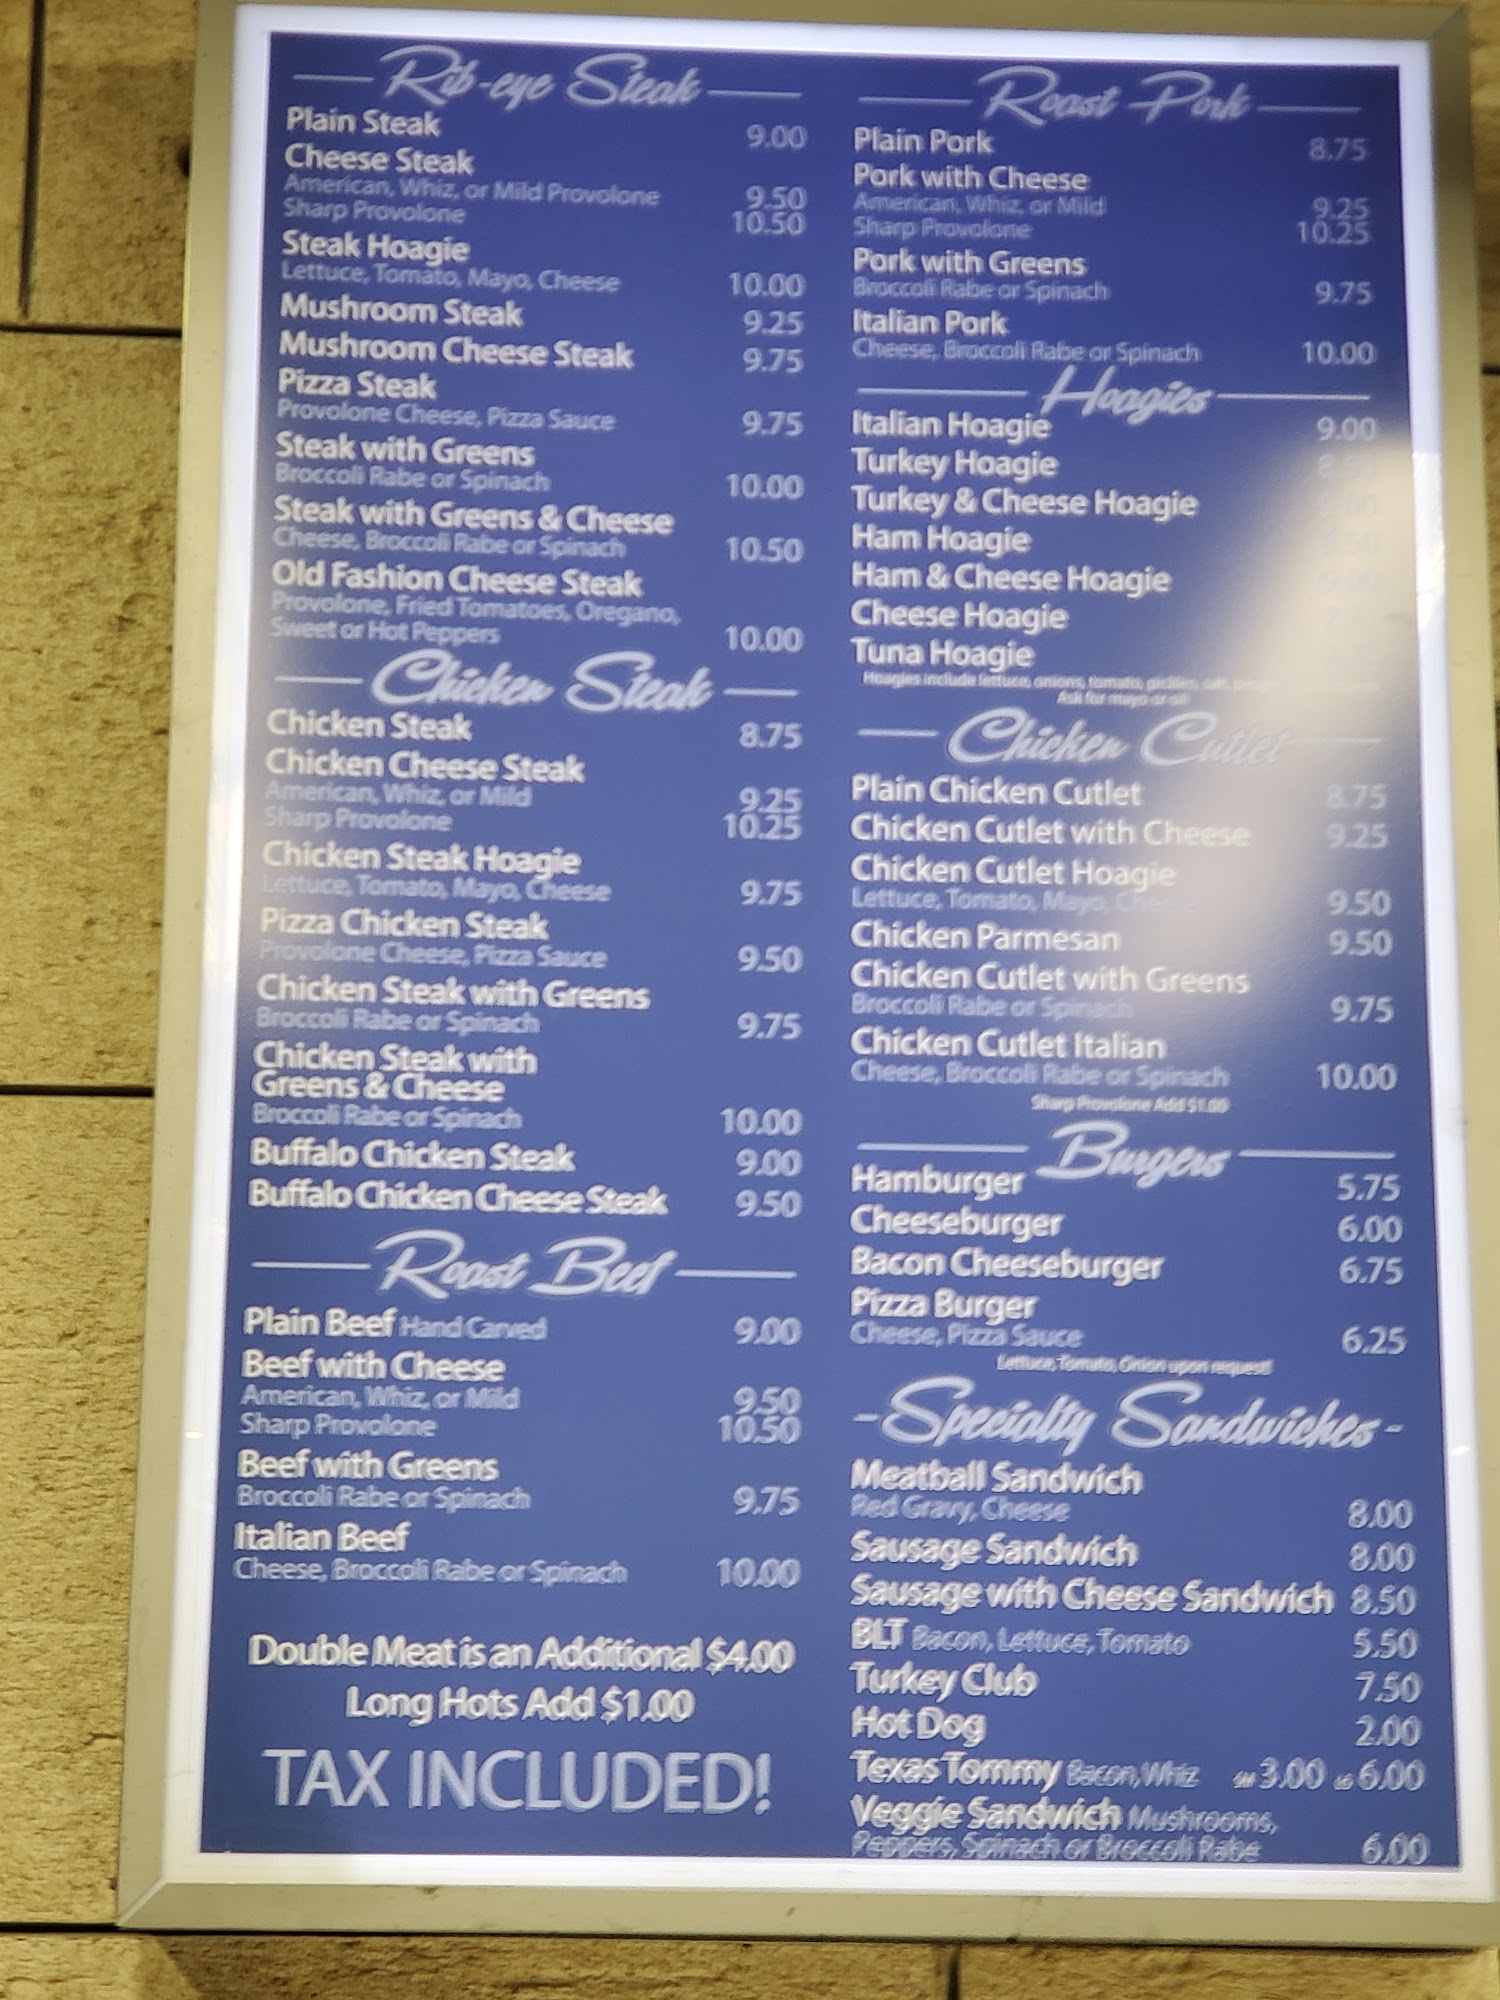 Rib-eye Steak
Plain Steak 9.00
Cheese Steak
American, Whiz, or Mild Provolone 9.50
Sharp Provolone 10.50
Steak Hoagie
Lettuce, Tomato, Mayo, Cheese 10.00
Mushroom Steak 9.25
Mushroom Cheese Steak 9.75
Pizza Steak
Provolone Cheese, Pizza Sauce 9.75
Steak with Greens
Broccoli Rabe or Spinach 10.00
Steak with Greens & Cheese
Cheese, Broccoli Rabe or Spinach 10.50
Old Fashion Cheese Steak
Provolone, Fried Tomatoes, Oregano,
Sweet or Hot Peppers 10.00
Chicken Steak
Chicken Steak 8.75
Chicken Cheese Steak
American, Whiz, or Mild 9.25
Sharp Provolone 10.25
Chicken Steak Hoagie
Lettuce, Tomato, Mayo, Cheese 9.75
Pizza Chicken Steak
Provolone Cheese, Pizza Sauce 9.50
Chicken Steak with Greens
Broccoli Rabe or Spinach 9.75
Chicken Steak with
Greens & Cheese
Broccoli Rabe or Spinach 10.00
Buffalo Chicken Steak 9.00
Buffalo Chicken Cheese Steak 9.50
Roast Beef
Plain Beef Hand Carved 9.00
Beef with Cheese
American, Whiz, or Mild 9.50
Sharp Provolone 10.50
Beef with Greens
Broccoli Rabe or Spinach 9.75
Italian Beef
Cheese, Broccoli Rabe or Spinach 10.00
Double Meat is an Additional $4.00
Long Hots Add $1.00
TAX INCLUDED!
Roast Pork
Plain Pork 8.75
Pork with Cheese
American, Whiz, or Mild 9.25
Sharp Provolone 10.25
Pork with Greens
Broccoli Rabe or Spinach 9.75
Italian Pork
Cheese, Broccoli Rabe or Spinach 10.00
Hoagies
Italian Hoagie 9.00
Turkey Hoagie
Turkey & Cheese Hoagie
Ham Hoagie
Ham & Cheese Hoagie
Cheese Hoagie
Tuna Hoagie
Hoagies include lettuce, onions, tomato, pickles, salt,
Ask for mayo or oil
Chicken Cutlet
Plain Chicken Cutlet 8.75
Chicken Cutlet with Cheese 9.25
Chicken Cutlet Hoagie
Lettuce, Tomato, Mayo, Cheese 9.50
Chicken Parmesan 9.50
Chicken Cutlet with Greens
Broccoli Rabe or Spinach 9.75
Chicken Cutlet Italian
Cheese, Broccoli Rabe or Spinach 10.00
Sharp Provolone Add $1.00
Burgers
Hamburger 5.75
Cheeseburger 6.00
Bacon Cheeseburger 6.75
Pizza Burger
Cheese, Pizza Sauce 6.25
Lettuce, Tomato, Onion upon request!
-Specialty Sandwiches-
Meatball Sandwich
Red Gravy, Cheese 8.00
Sausage Sandwich 8.00
Sausage with Cheese Sandwich 8.50
BLT Bacon, Lettuce, Tomato 5.50
Turkey Club 7.50
Hot Dog 2.00
Texas Tommy Bacon, Whiz SM 3.00 LG 6.00
Veggie Sandwich Mushrooms,
Peppers, Spinach or Broccoli Rabe 6.00